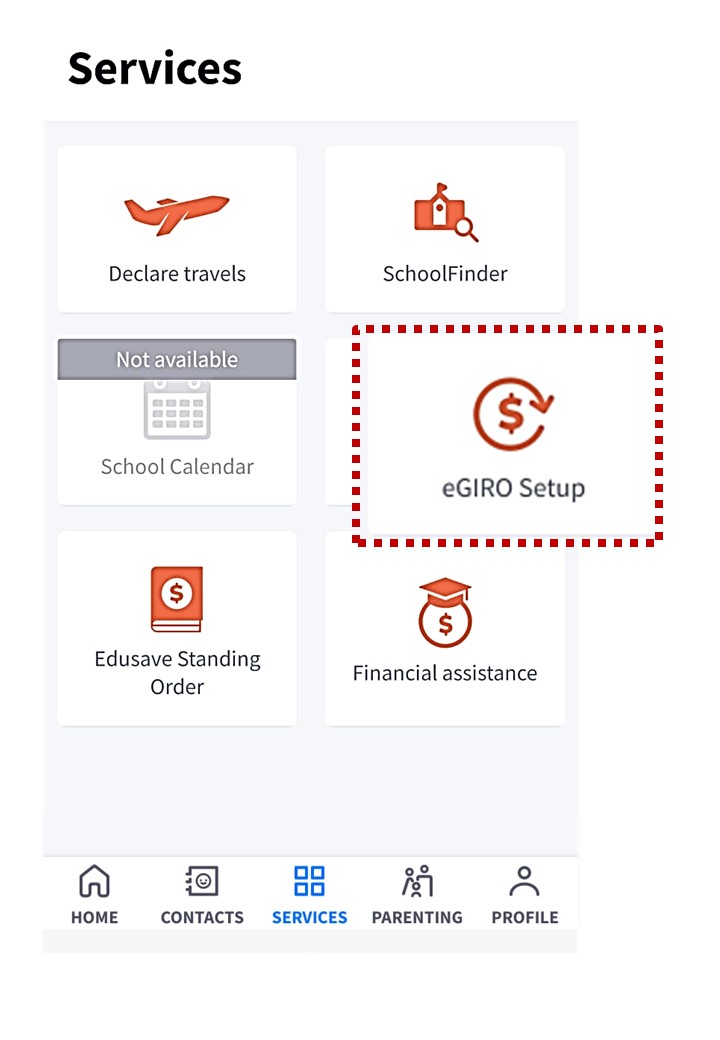 Services
Declare travels
SchoolFinder
Not available
School Calendar
$
eGIRO Setup
$
Edusave Standing
Order
$
Financial assistance
HOME
CONTACTS
SERVICES
PARENTING
PROFILE